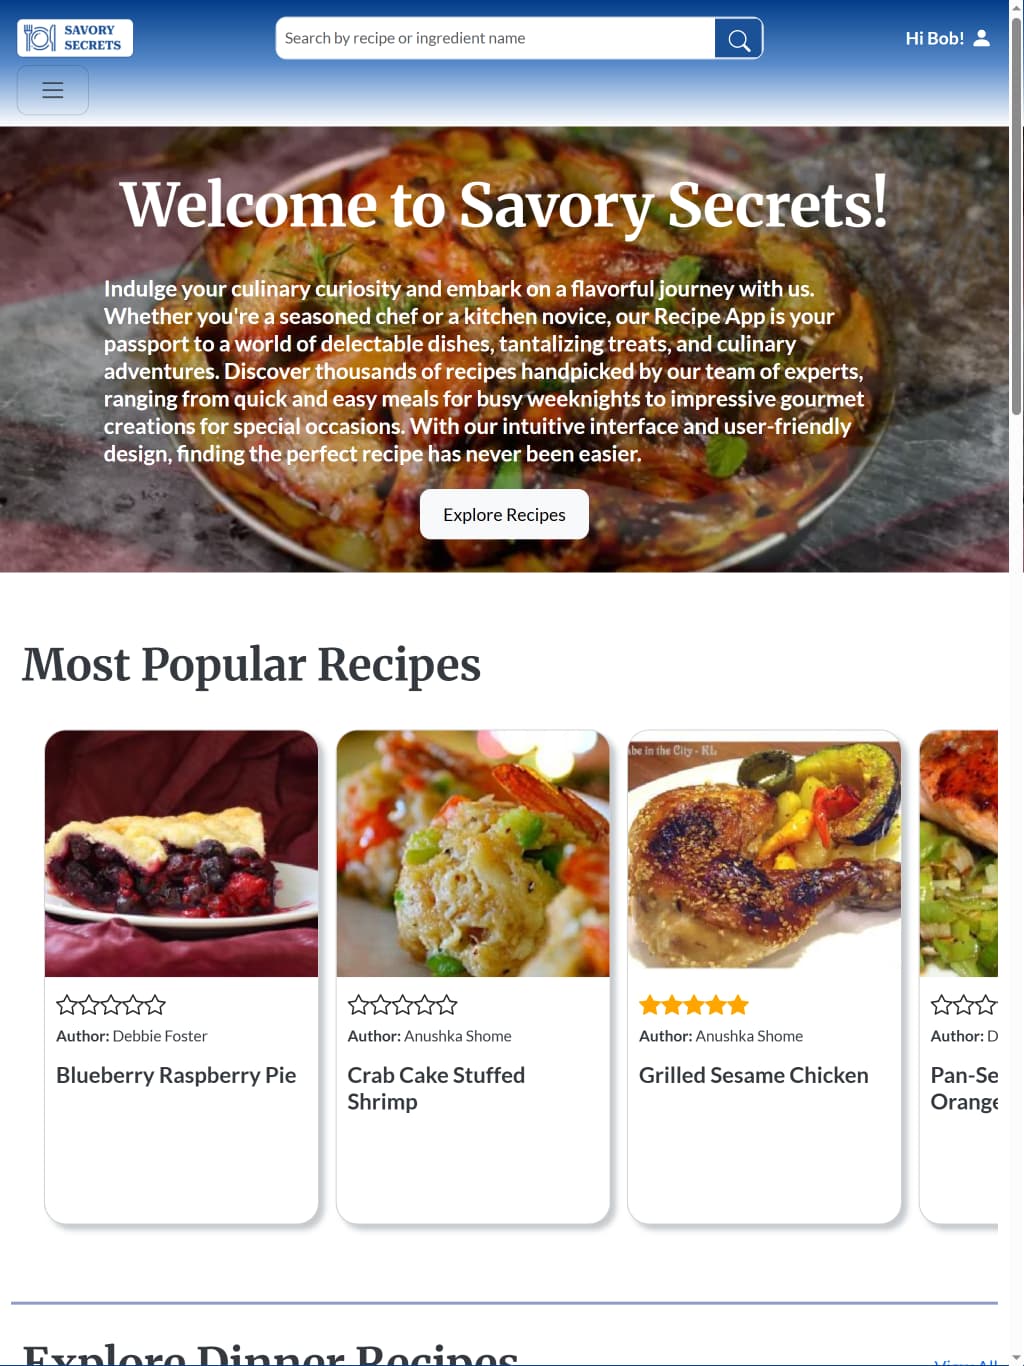 SAVORY
SECRETS
Search by recipe or ingredient name
Hi Bob!
Welcome to Savory Secrets!
Indulge your culinary curiosity and embark on a flavorful journey with us.
Whether you're a seasoned chef or a kitchen novice, our Recipe App is your
passport to a world of delectable dishes, tantalizing treats, and culinary
adventures. Discover thousands of recipes handpicked by our team of experts,
ranging from quick and easy meals for busy weeknights to impressive gourmet
creations for special occasions. With our intuitive interface and user-friendly
design, finding the perfect recipe has never been easier.
Explore Recipes
Most Popular Recipes
be in the City - KL
Author: Debbie Foster
Blueberry Raspberry Pie
Author: Anushka Shome
Crab Cake Stuffed
Shrimp
Author: Anushka Shome
Grilled Sesame Chicken
Author: D
Pan-Se
Orange
Explore Dinner Recipes
View All